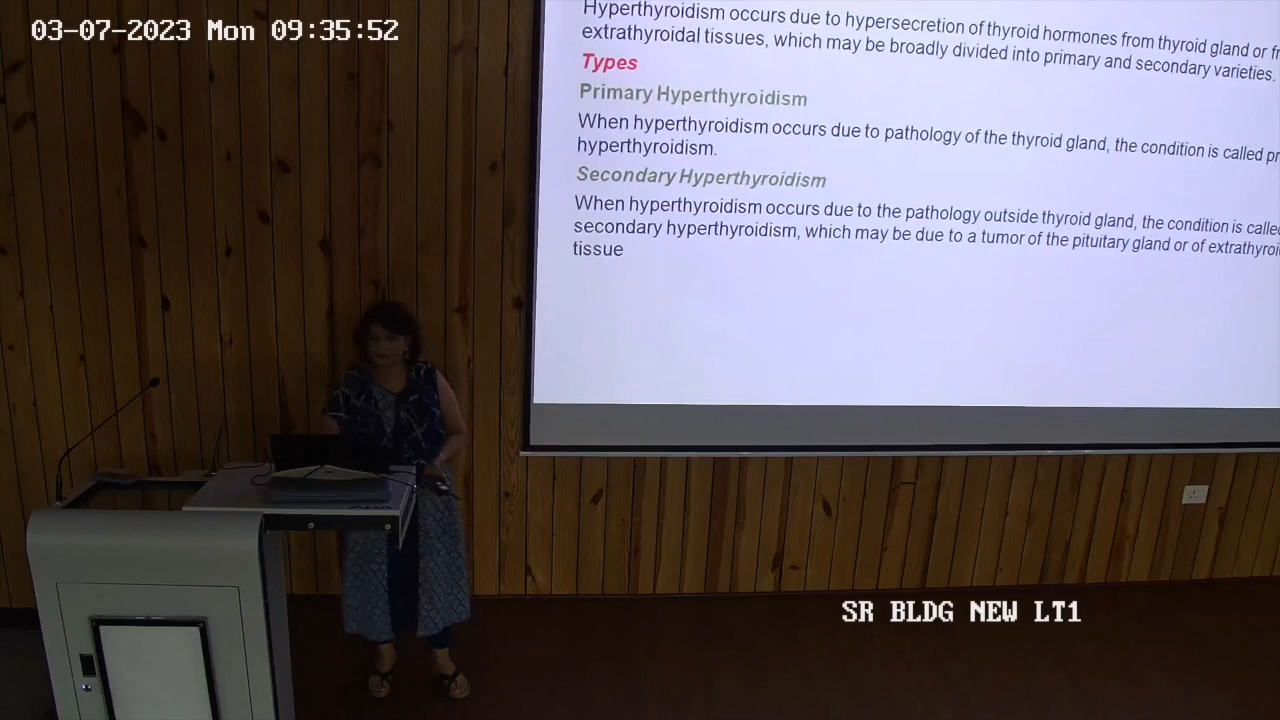 03-07-2023 Mon 09:35:52
Hyperthyroidism occurs due to hypersecretion of thyroid hormones from thyroid gland or
extrathyroidal tissues, which may be broadly divided into primary and secondary varieties.
Types
Primary Hyperthyroidism
When hyperthyroidism occurs due to pathology of the thyroid gland, the condition is called
hyperthyroidism.
Secondary Hyperthyroidism
When hyperthyroidism occurs due to the pathology outside thyroid gland, the condition is called
secondary hyperthyroidism, which may be due to a tumor of the pituitary gland or of
tissue
SR BLDG NEW LT1